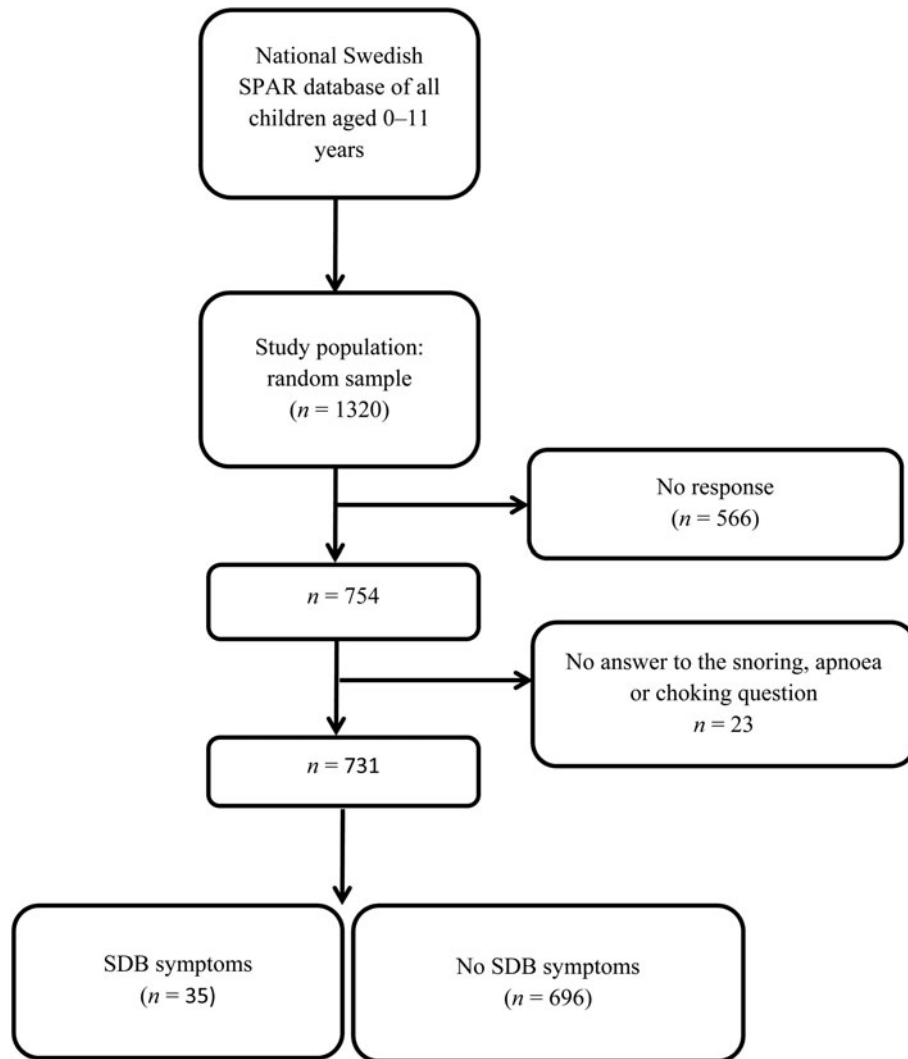 National Swedish
SPAR database of all
children aged 0–11
years
Study population:
random sample
(n = 1320)
No response
(n = 566)
n = 754
No answer to the snoring, apnoea
or choking question
n = 23
n = 731
SDB symptoms
(n = 35)
No SDB symptoms
(n = 696)